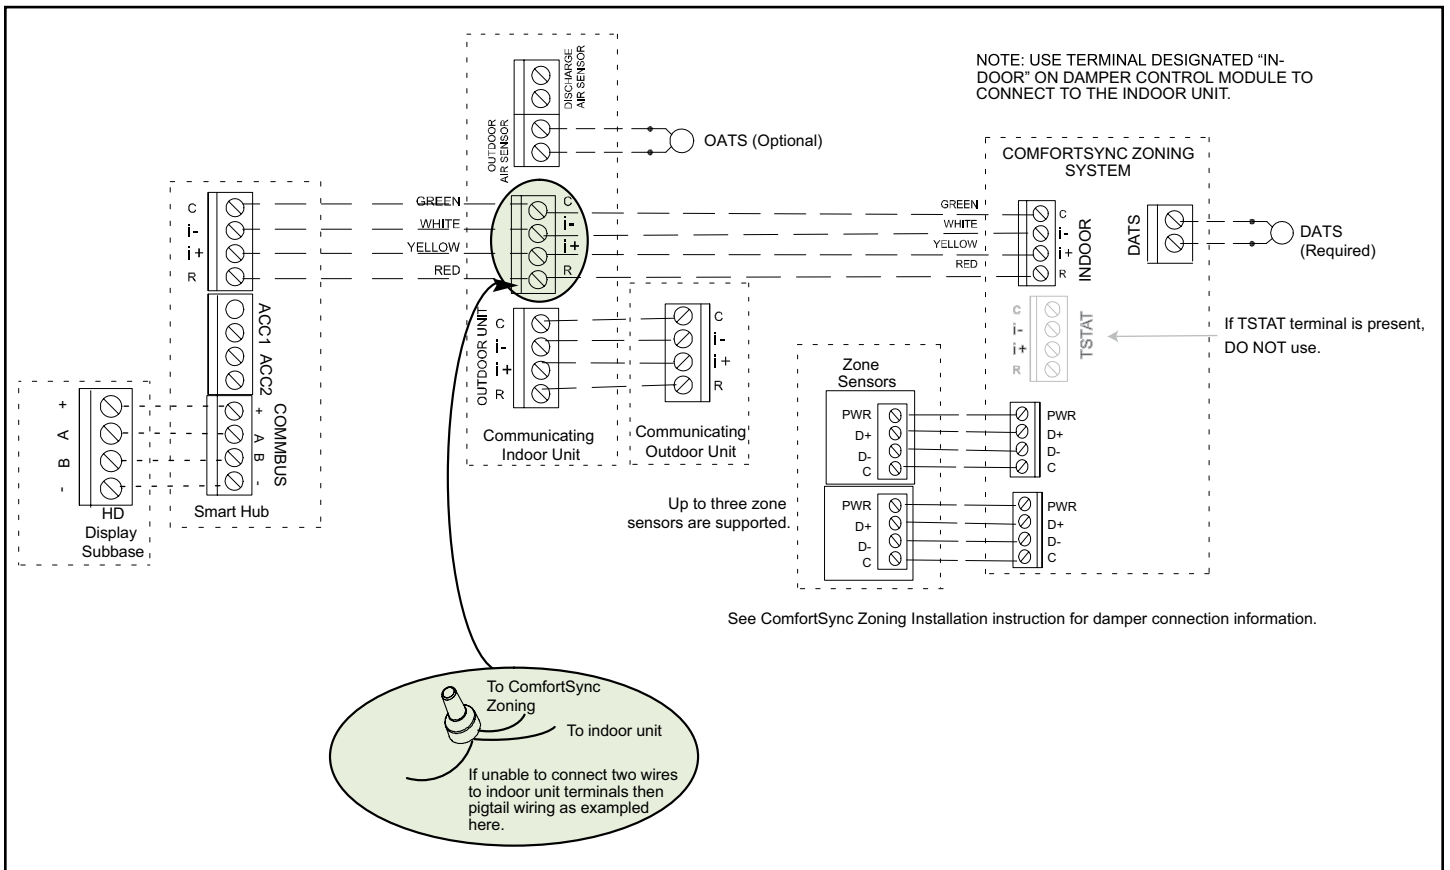 NOTE: USE TERMINAL DESIGNATED “IN-
DOOR” ON DAMPER CONTROL MODULE TO
CONNECT TO THE INDOOR UNIT.
DISCHARGE
AIR SENSOR
OUTDOOR
AIR SENSOR
OATS (Optional)
COMFORTSYNC ZONING
SYSTEM
C
i-
i+
R
GREEN
WHITE
YELLOW
RED
C
i-
i+
R
GREEN
WHITE
YELLOW
RED
C
i-
i+
R
INDOOR
DATS
DATS
(Required)
ACC1 ACC2
OUTDOOR UNIT
C
i-
i+
R
C
i-
i+
R
C
i-
i+
R
TSTAT
If TSTAT terminal is present,
DO NOT use.
+
A
B
-
+
A
B
-
COMMBUS
HD
Display
Subbase
Smart Hub
Communicating
Indoor Unit
Communicating
Outdoor Unit
Zone
Sensors
PWR
D+
D-
C
PWR
D+
D-
C
Up to three zone
sensors are supported.
PWR
D+
D-
C
PWR
D+
D-
C
See ComfortSync Zoning Installation instruction for damper connection information.
To ComfortSync
Zoning
To indoor unit
If unable to connect two wires
to indoor unit terminals then
pigtail wiring as exampled
here.